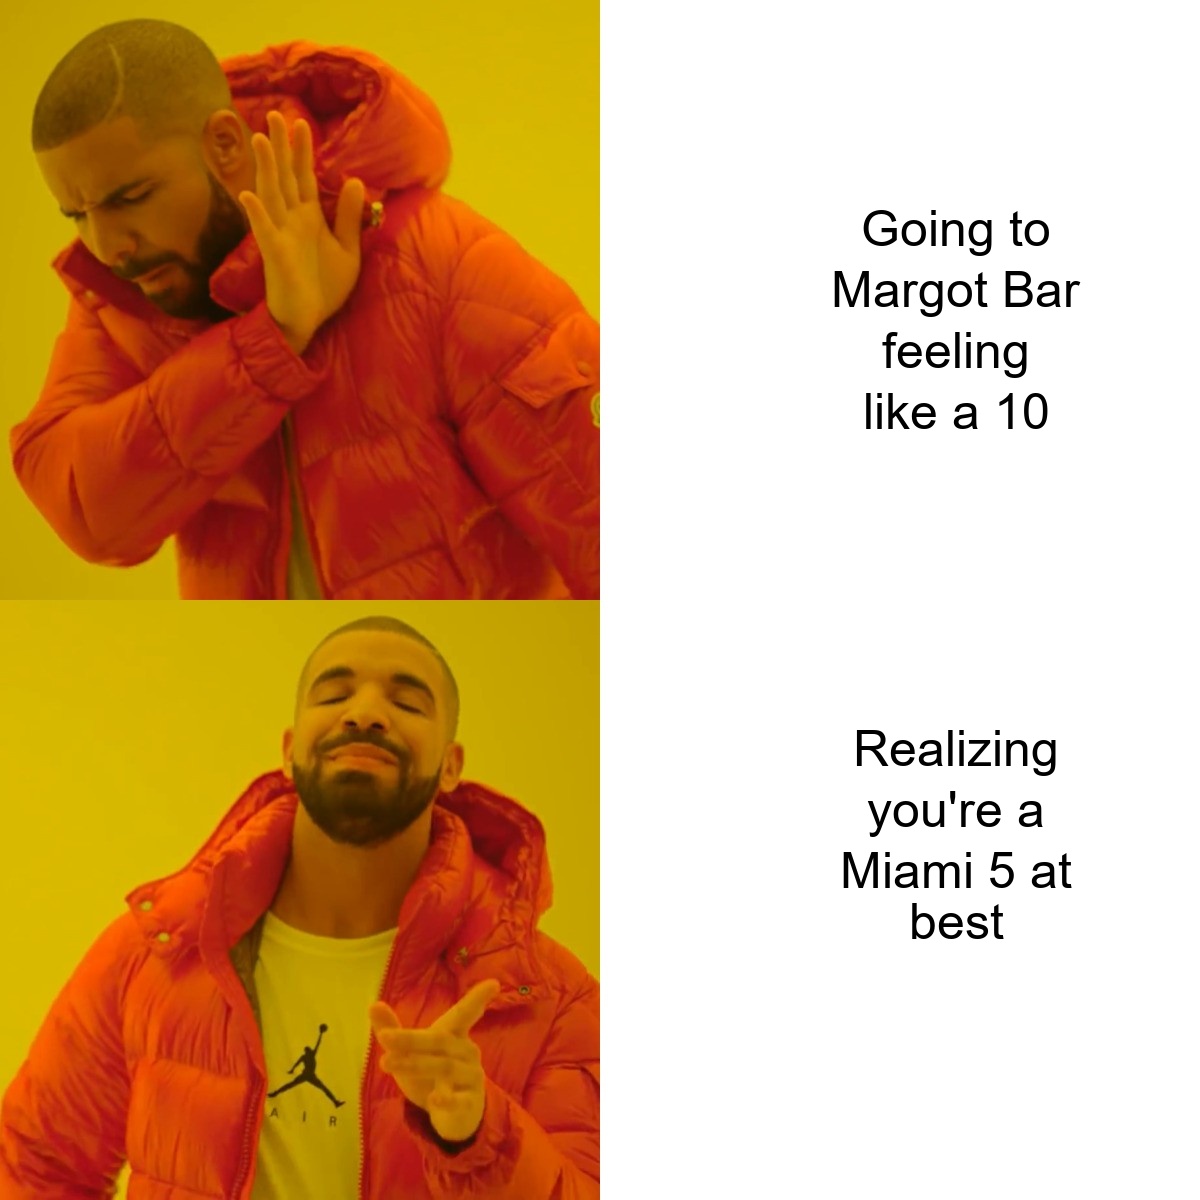 Going to
Margot Bar
feeling
like a 10
Realizing
you're a
Miami 5 at
best
AIR